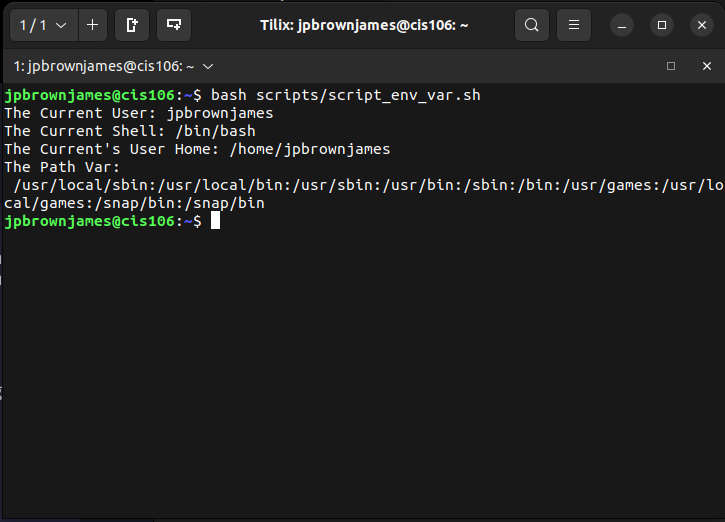 1 / 1
Tilix: jpbrownjames@cis106: ~
1: jpbrownjames@cis106: ~
jpbrownjames@cis106:~$ bash scripts/script_env_var.sh
The Current User: jpbrownjames
The Current Shell: /bin/bash
The Current's User Home: /home/jpbrownjames
The Path Var:
 /usr/local/sbin:/usr/local/bin:/usr/sbin:/usr/bin:/sbin:/bin:/usr/games:/usr/lo
cal/games:/snap/bin:/snap/bin
jpbrownjames@cis106:~$